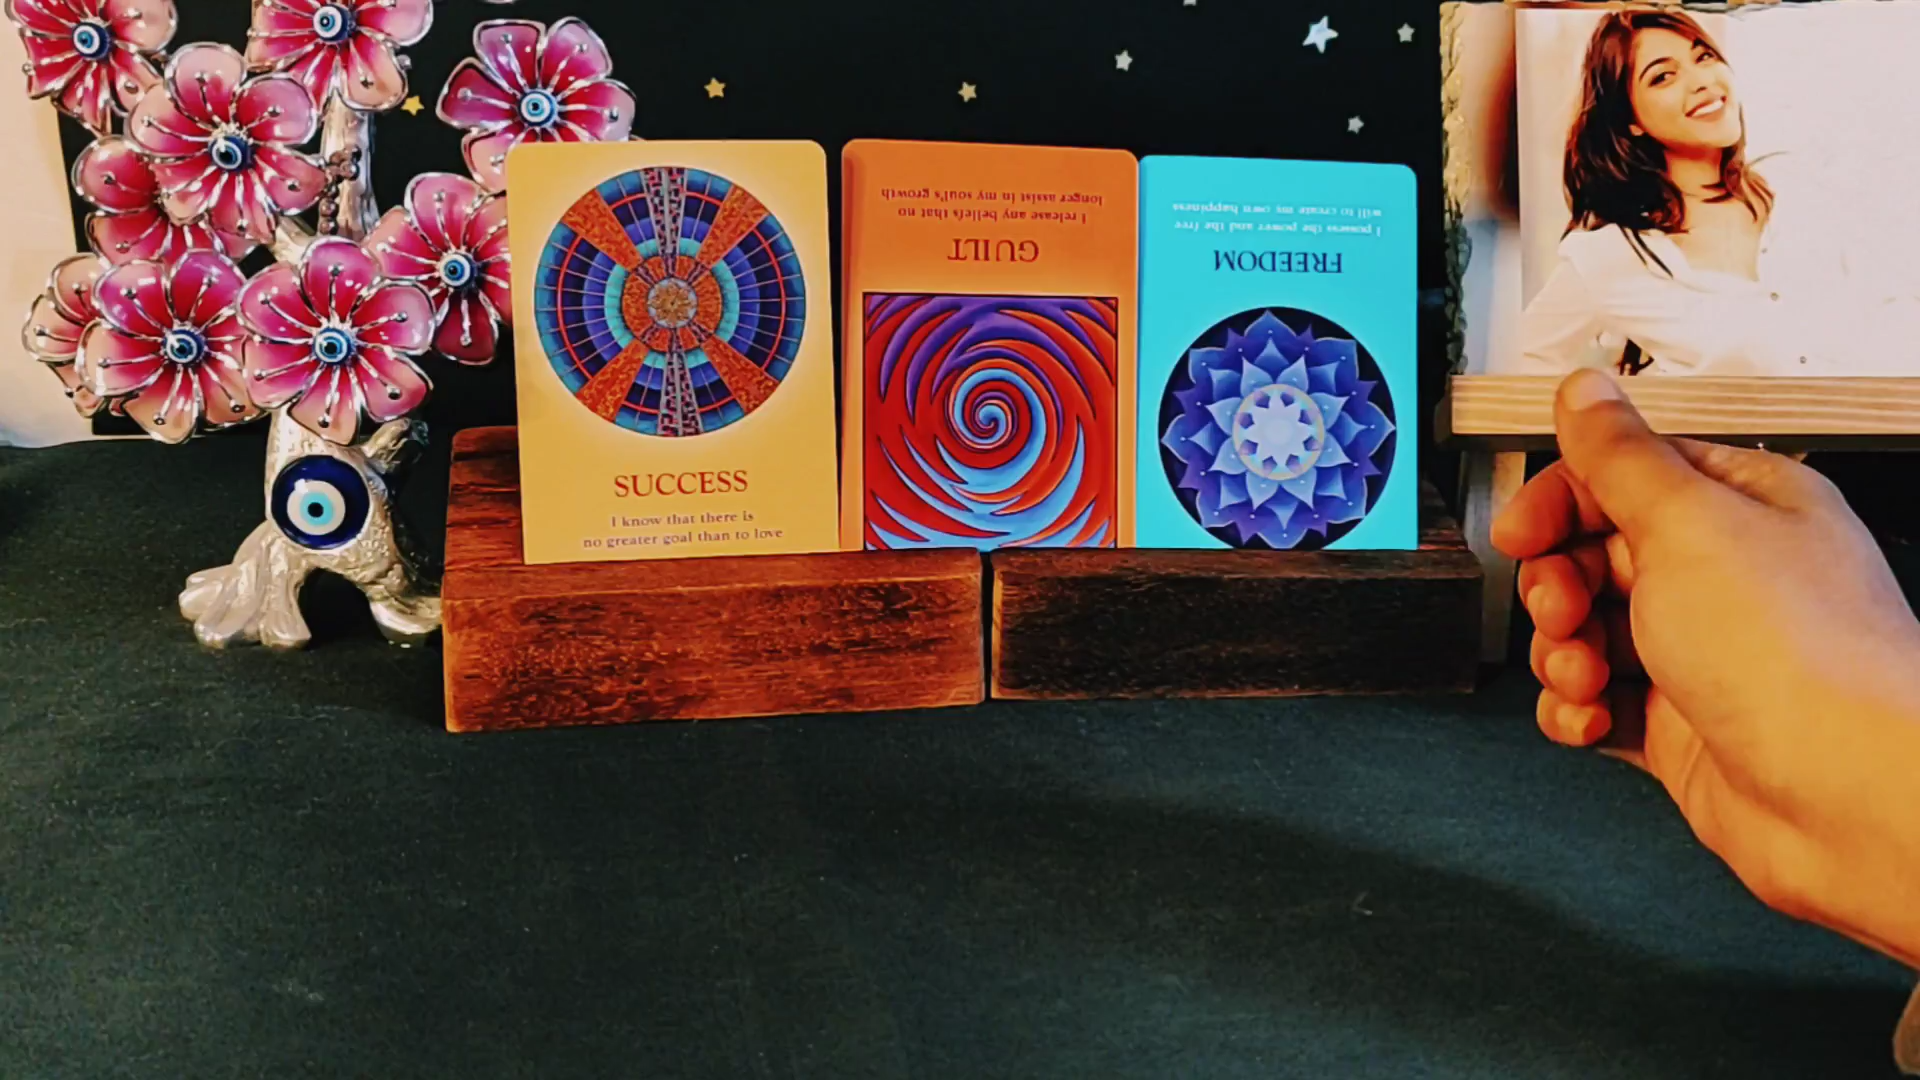 SUCCESS
I know that there is
no greater goal than to love
GUILT
I release any beliefs that no
longer assist in my soul's growth
FREEDOM
I possess the power and the free
will to create my own happiness